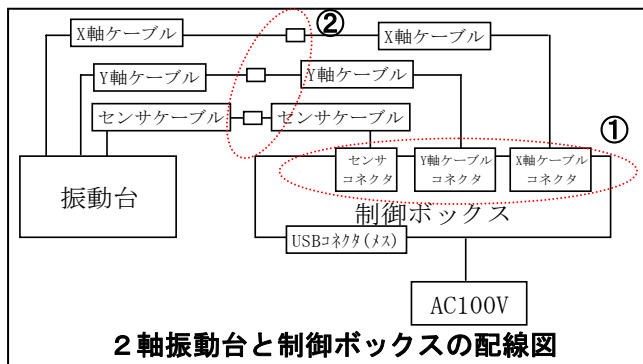 ②
X軸ケーブル
X軸ケーブル
Y軸ケーブル
Y軸ケーブル
センサケーブル
センサケーブル
①
振動台
センサ
コネクタ
Y軸ケーブル
コネクタ
X軸ケーブル
コネクタ
制御ボックス
USBコネクタ(メス)
AC100V
2軸振動台と制御ボックスの配線図